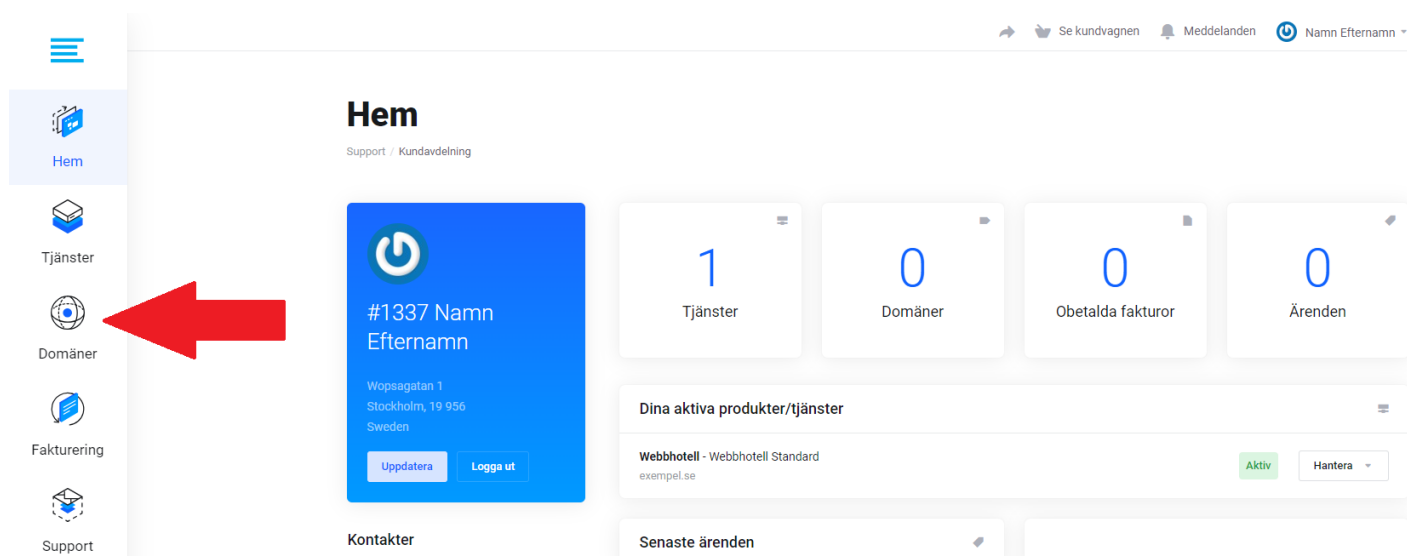 Se kundvagnen
Meddelanden
Namn Efternamn
Hem
Tjänster
Domäner
Fakturering
Support
Hem
Support / Kundavdelning
#1337 Namn
Efternamn
Wopsagatan 1
Stockholm, 19 956
Sweden
Uppdatera
Logga ut
Kontakter
1
Tjänster
0
Domäner
0
Obetalda fakturor
0
Ärenden
Dina aktiva produkter/tjänster
Webbhotell - Webbhotell Standard
exempel.se
Aktiv
Hantera
Senaste ärenden